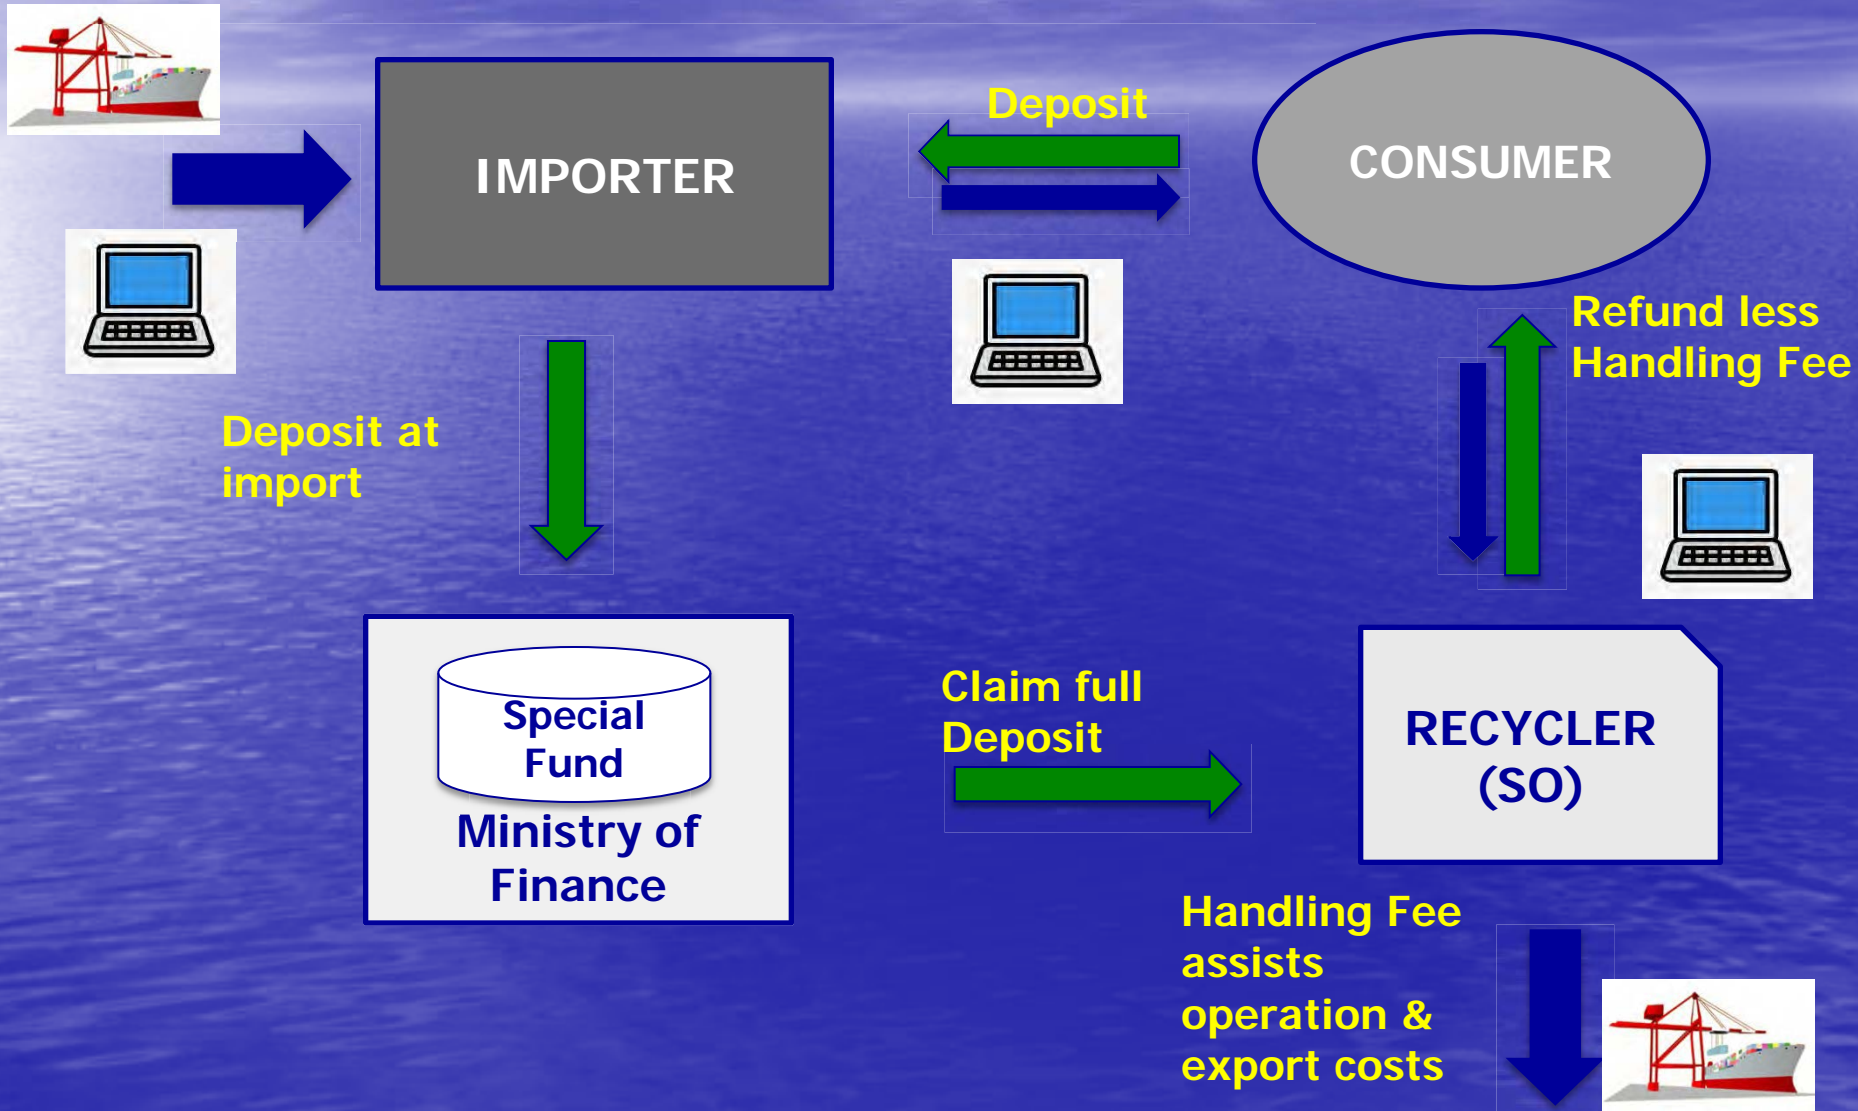 IMPORTER
Deposit
CONSUMER
Refund less
Handling Fee
Deposit at
import
Special
Fund
Ministry of
Finance
Claim full
Deposit
RECYCLER
(SO)
Handling Fee
assists
operation &
export costs